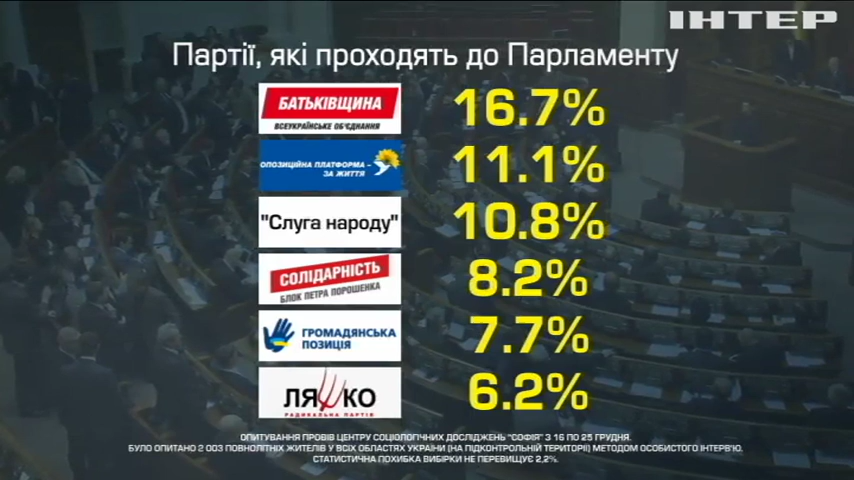 ІНТЕР
Партії, які проходять до Парламенту
БАТЬКІВЩИНА
ВСЕУКРАЇНСЬКЕ ОБ'ЄДНАННЯ
16.7%
ОПОЗИЦІЙНА ПЛАТФОРМА –
ЗА ЖИТТЯ
11.1%
"Слуга народу"
10.8%
СОЛІДАРНІСТЬ
БЛОК ПЕТРА ПОРОШЕНКА
8.2%
ГРОМАДЯНСЬКА
ПОЗИЦІЯ
7.7%
ЛЯШКО
РАДИКАЛЬНА ПАРТІЯ
6.2%
ОПИТУВАННЯ ПРОВІВ ЦЕНТРУ СОЦІОЛОГІЧНИХ ДОСЛІДЖЕНЬ "СОФІЯ" З 16 ПО 25 ГРУДНЯ.
БУЛО ОПИТАНО 2 003 ПОВНОЛІТНІХ ЖИТЕЛІВ У ВСІХ ОБЛАСТЯХ УКРАЇНИ (НА ПІДКОНТРОЛЬНІЙ ТЕРИТОРІЇ) МЕТОДОМ ОСОБИСТОГО ІНТЕРВ'Ю.
СТАТИСТИЧНА ПОХИБКА ВИБІРКИ НЕ ПЕРЕВИЩУЄ 2,2%.